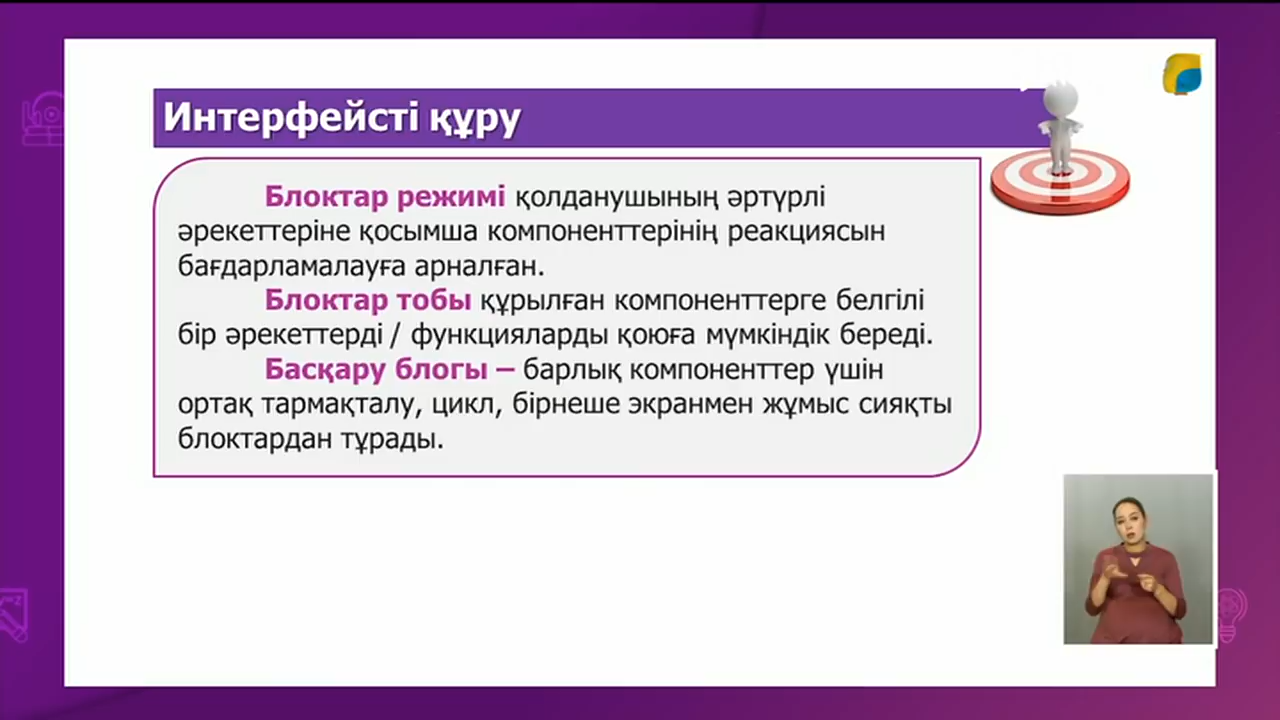 Интерфейсті құру
Блоктар режимі қолданушының әртүрлі
әрекеттеріне қосымша компоненттерінің реакциясын
бағдарламалауға арналған.
Блоктар тобы құрылған компоненттерге белгілі
бір әрекеттерді / функцияларды қоюға мүмкіндік береді.
Басқару блогы – барлық компоненттер үшін
ортақ тармақталу, цикл, бірнеше экранмен жұмыс сияқты
блоктардан тұрады.